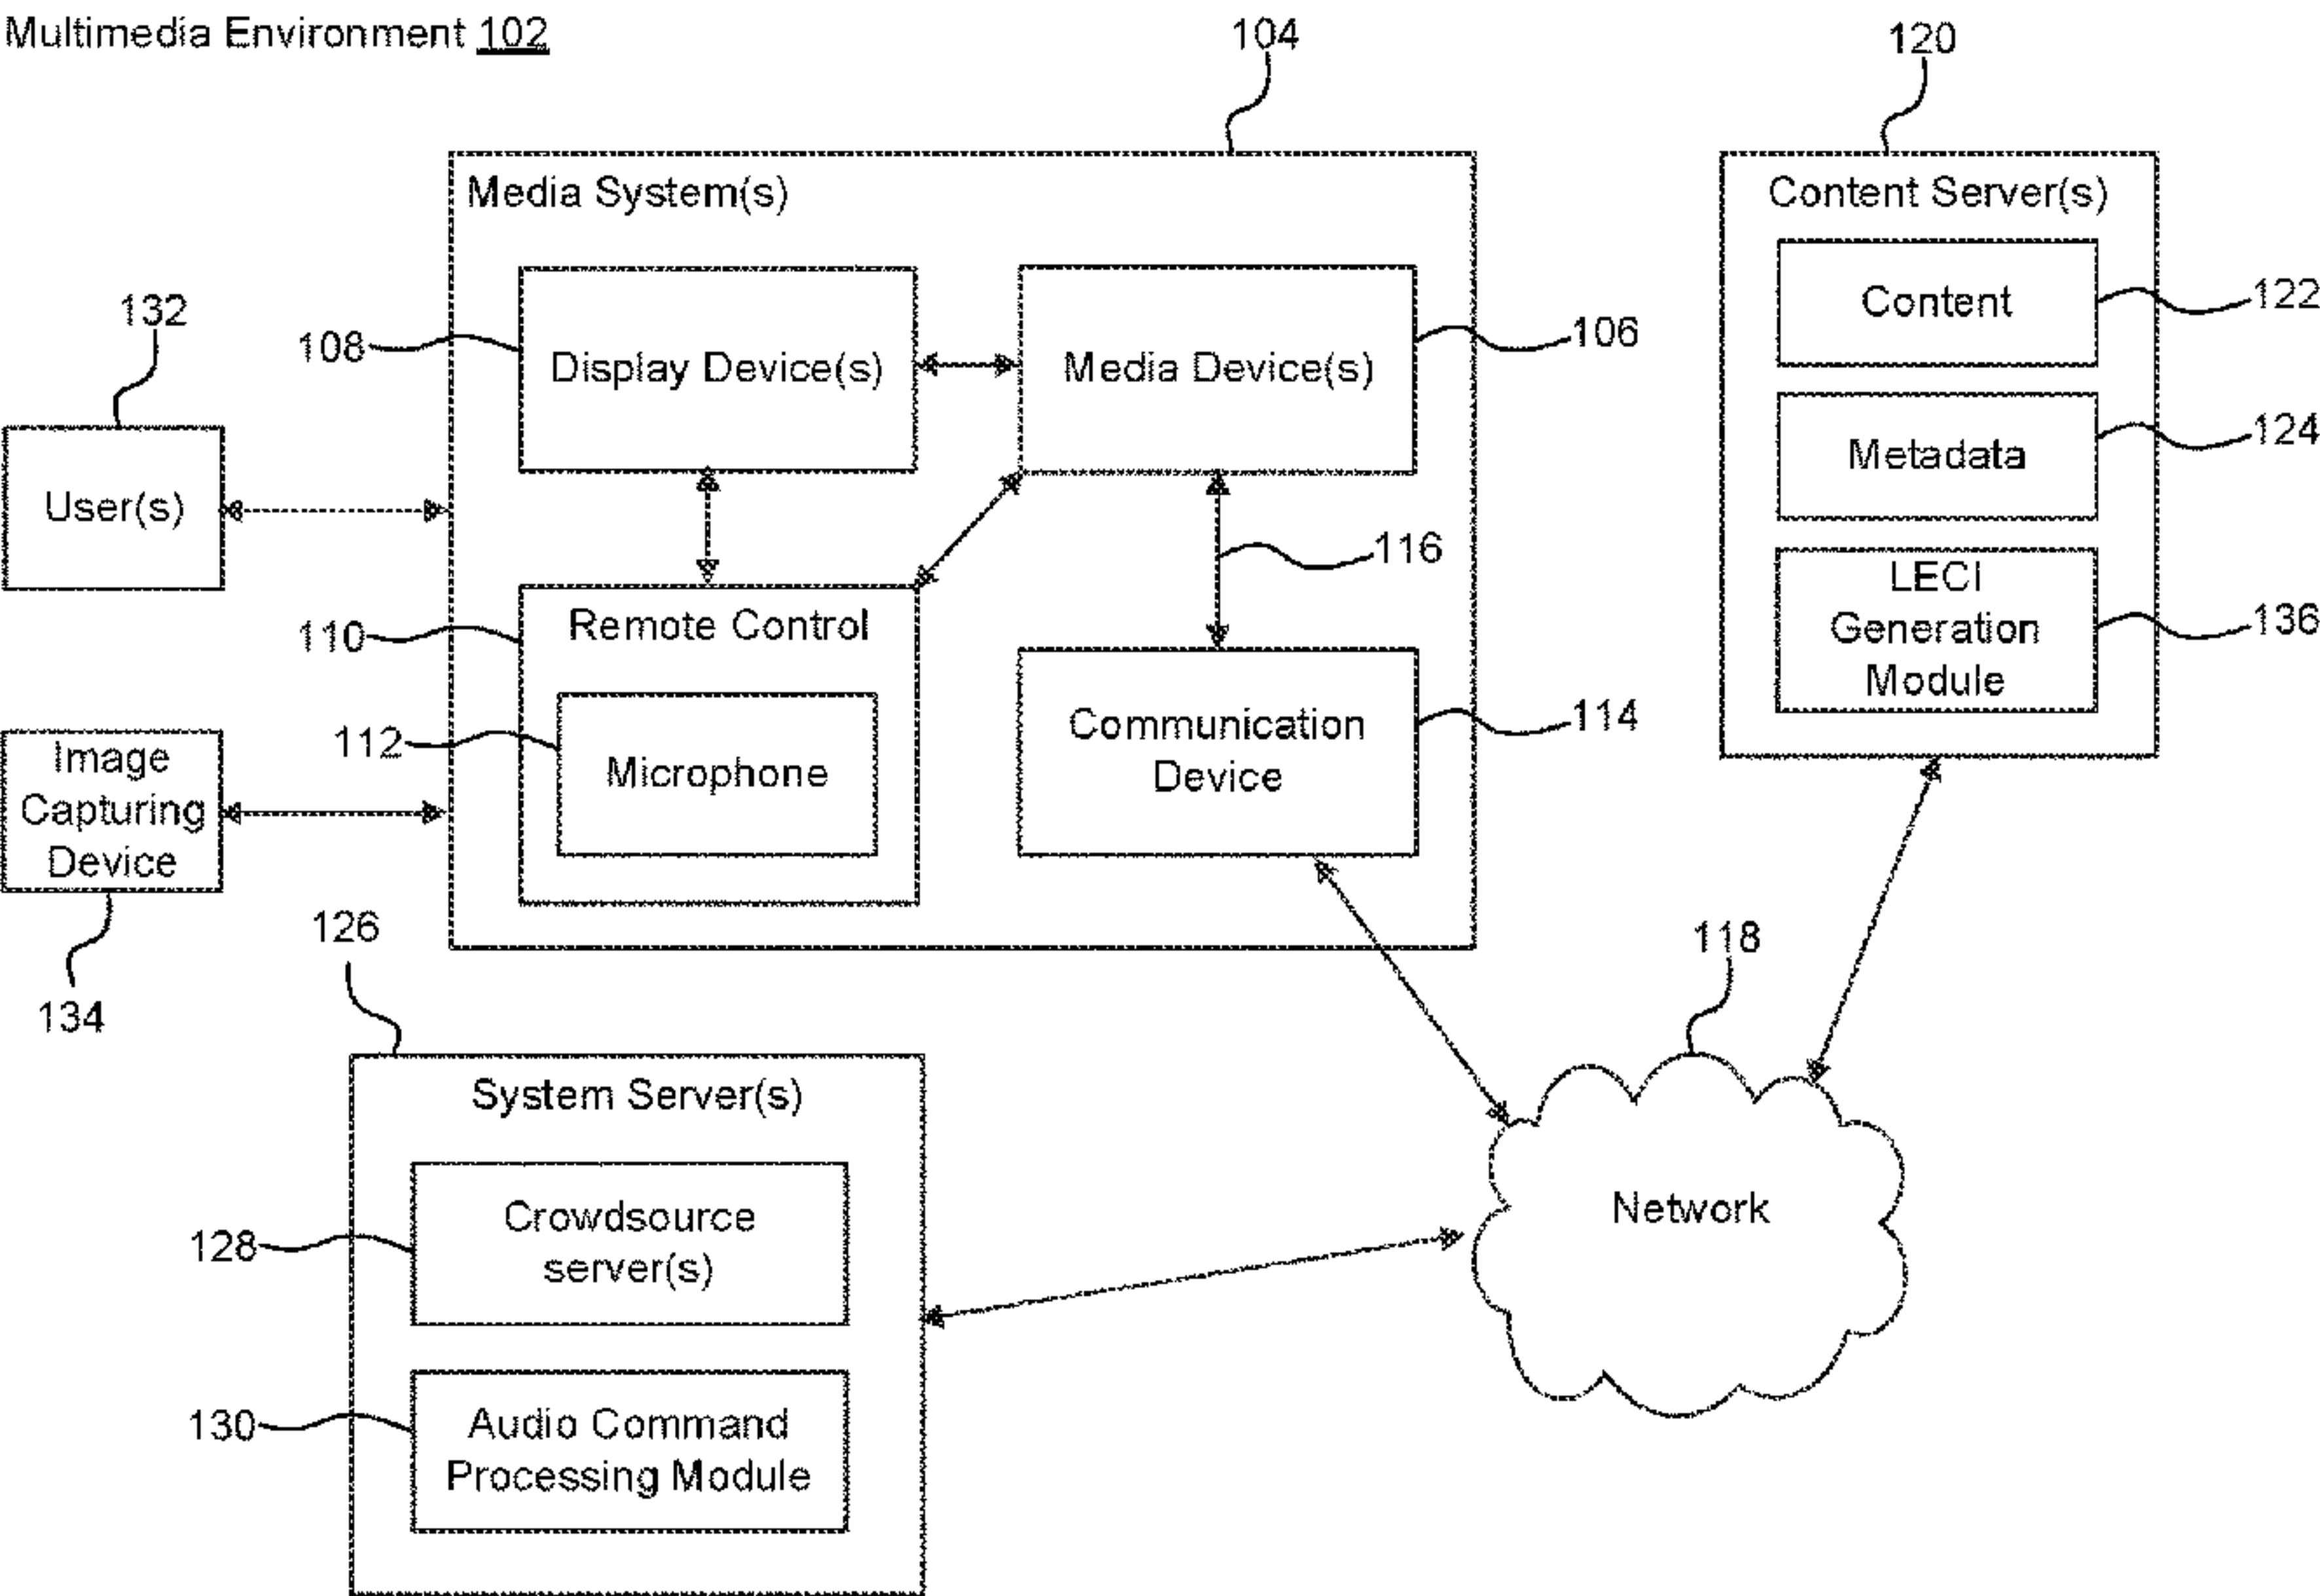 Multimedia Environment 102
104
120
Media System(s)
Content Server(s)
132
108
Display Device(s)
Media Device(s)
106
Content
122
Metadata
124
User(s)
116
LECI
Generation
Module
136
110
Remote Control
112
Microphone
Communication
Device
114
Image
Capturing
Device
134
126
118
System Server(s)
Network
128
Crowdsource
server(s)
130
Audio Command
Processing Module